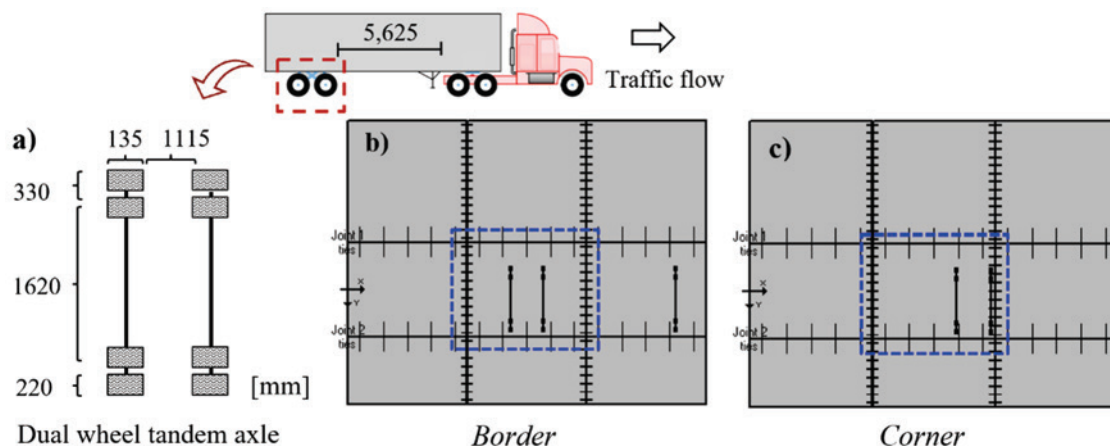 5,625
Traffic flow
a)
135 1115
330
1620
220
[mm]
Dual wheel tandem axle
b)
Joint 1
ties
X
Y
Joint 2
ties
Border
c)
Joint 1
ties
X
Y
Joint 2
ties
Corner